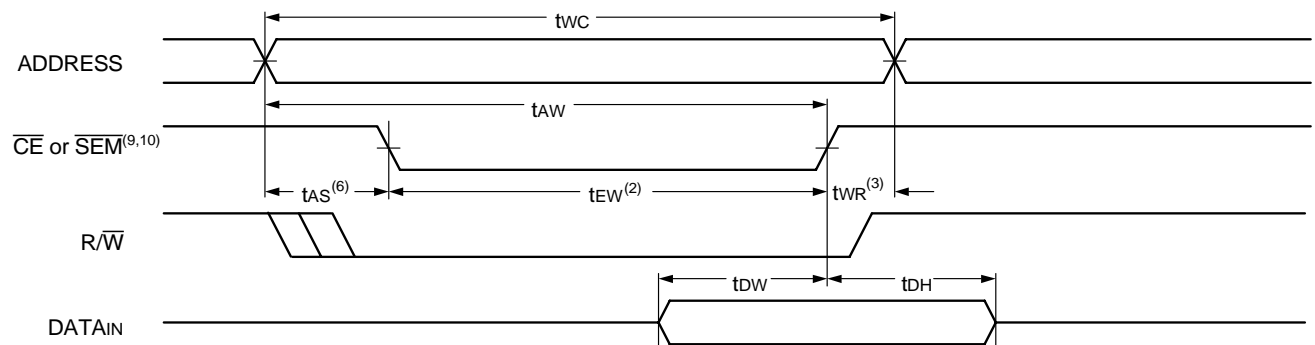 tWC
ADDRESS
tAW
CE or SEM(9,10)
tAS(6)
tEW(2)
tWR(3)
R/W
tDW
tDH
DATAIN